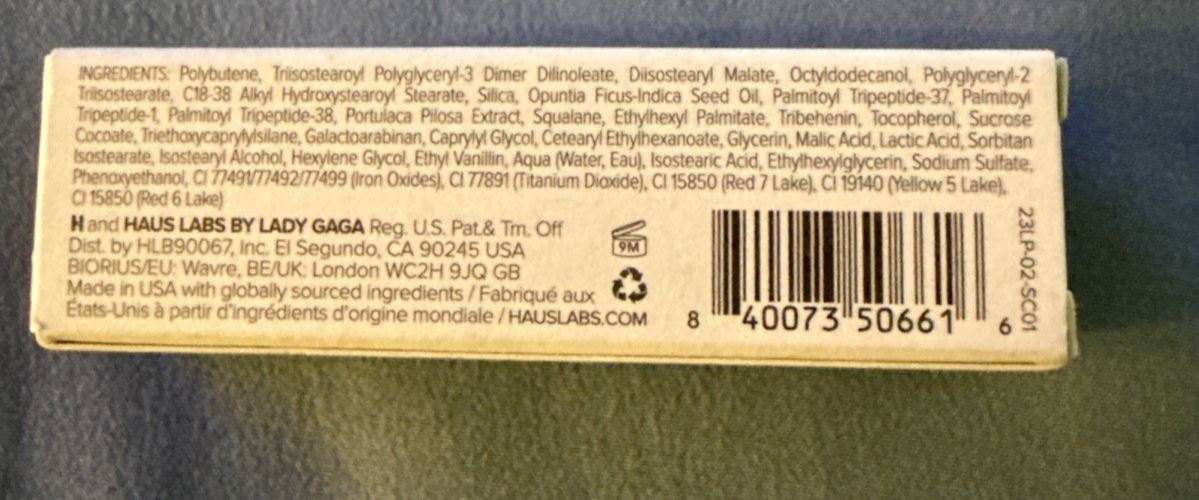 INGREDIENTS: Polybutene, Triisostearoyl Polyglyceryl-3 Dimer Dilinoleate, Diisostearyl Malate, Octyldodecanol, Polyglyceryl-2
Triisostearate, C18-38 Alkyl Hydroxystearoyl Stearate, Silica, Opuntia Ficus-Indica Seed Oil, Palmitoyl Tripeptide-37, Palmitoyl
Tripeptide-1, Palmitoyl Tripeptide-38, Portulaca Pilosa Extract, Squalane, Ethylhexyl Palmitate, Tribehenin, Tocopherol, Sucrose
Cocoate, Triethoxycaprylylsilane, Galactoarabinan, Caprylyl Glycol, Cetearyl Ethylhexanoate, Glycerin, Malic Acid, Lactic Acid, Sorbitan
Isostearate, Isostearyl Alcohol, Hexylene Glycol, Ethyl Vanillin, Aqua (Water, Eau), Isostearic Acid, Ethylhexylglycerin, Sodium Sulfate,
Phenoxyethanol, CI 77491/77492/77499 (Iron Oxides), CI 77891 (Titanium Dioxide), CI 15850 (Red 7 Lake), CI 19140 (Yellow 5 Lake),
CI 15850 (Red 6 Lake)
H and HAUS LABS BY LADY GAGA Reg. U.S. Pat.& Tm. Off
Dist. by HLB90067, Inc. El Segundo, CA 90245 USA
BIORIUS/EU: Wavre, BE/UK: London WC2H 9JQ GB
Made in USA with globally sourced ingredients / Fabriqué aux
États-Unis à partir d'ingrédients d'origine mondiale / HAUSLABS.COM
9M
8 40073 50661 6
23LP-02-SC01